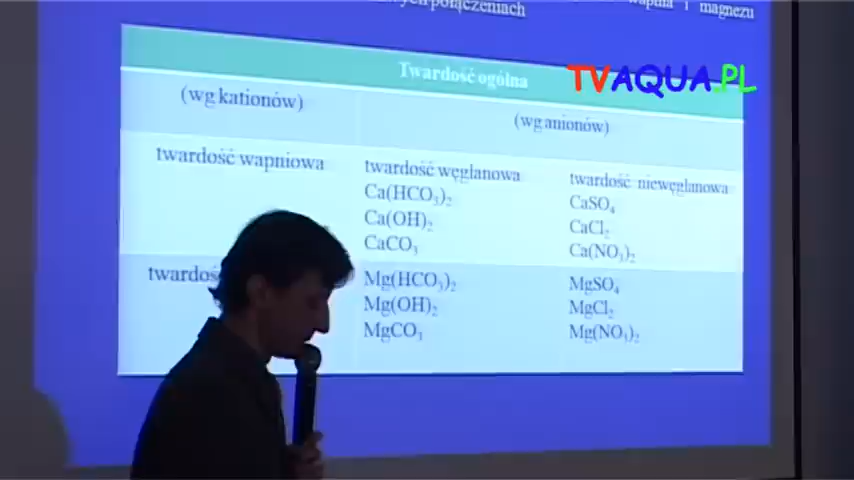 połączeniach
wapnia i magnezu
TVAQUA.PL
Twardość ogólna
(wg kationów)
(wg anionów)
twardość wapniowa
twardość węglanowa
Ca(HCO₃)₂
Ca(OH)₂
CaCO₃
twardość niewęglanowa
CaSO₄
CaCl₂
Ca(NO₃)₂
Mg(HCO₃)₂
Mg(OH)₂
MgCO₃
MgSO₄
MgCl₂
Mg(NO₃)₂